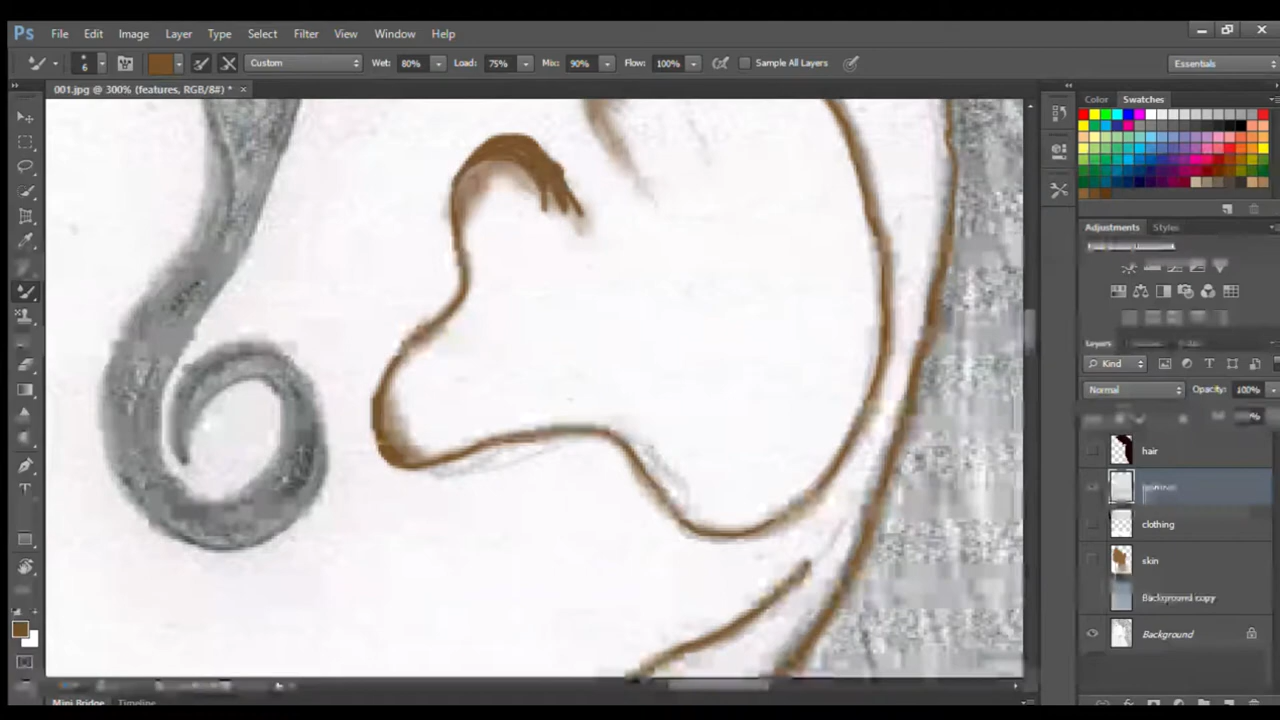 Ps File Edit Image Layer Type Select Filter View Window Help
6 Custom Wet: 80% Load: 75% Mix: 90% Flow: 100% Sample All Layers Essentials
001.jpg @ 300% (features, RGB/8#) * ×
Color Swatches
Adjustments Styles
Layers
Kind
Normal Opacity: 100%
hair
clothing
skin
Background copy
Background
Mini Bridge Timeline